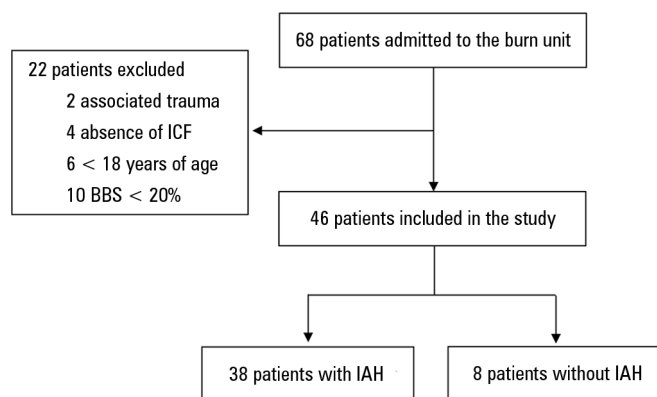 68 patients admitted to the burn unit
22 patients excluded
2 associated trauma
4 absence of ICF
6 < 18 years of age
10 BBS < 20%
46 patients included in the study
38 patients with IAH
8 patients without IAH